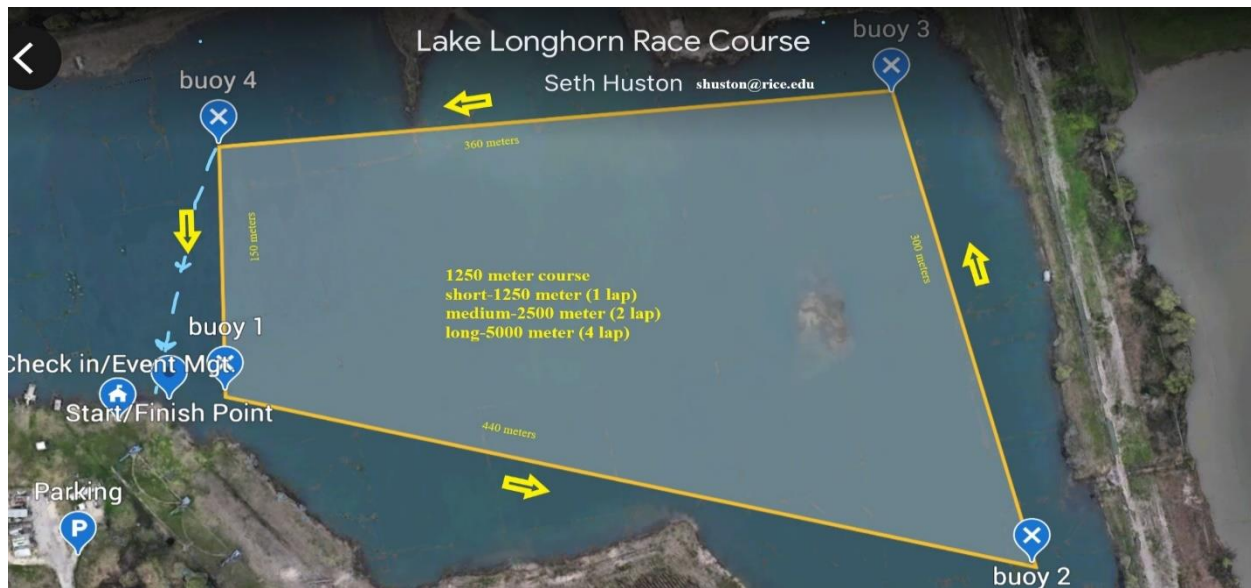 Lake Longhorn Race Course
buoy 3
Seth Huston shuston@rice.edu
buoy 4
360 meters
150 meters
300 meters
1250 meter course
short-1250 meter (1 lap)
medium-2500 meter (2 lap)
long-5000 meter (4 lap)
buoy 1
Check in/Event Mgt.
Start/Finish Point
440 meters
Parking
P
buoy 2